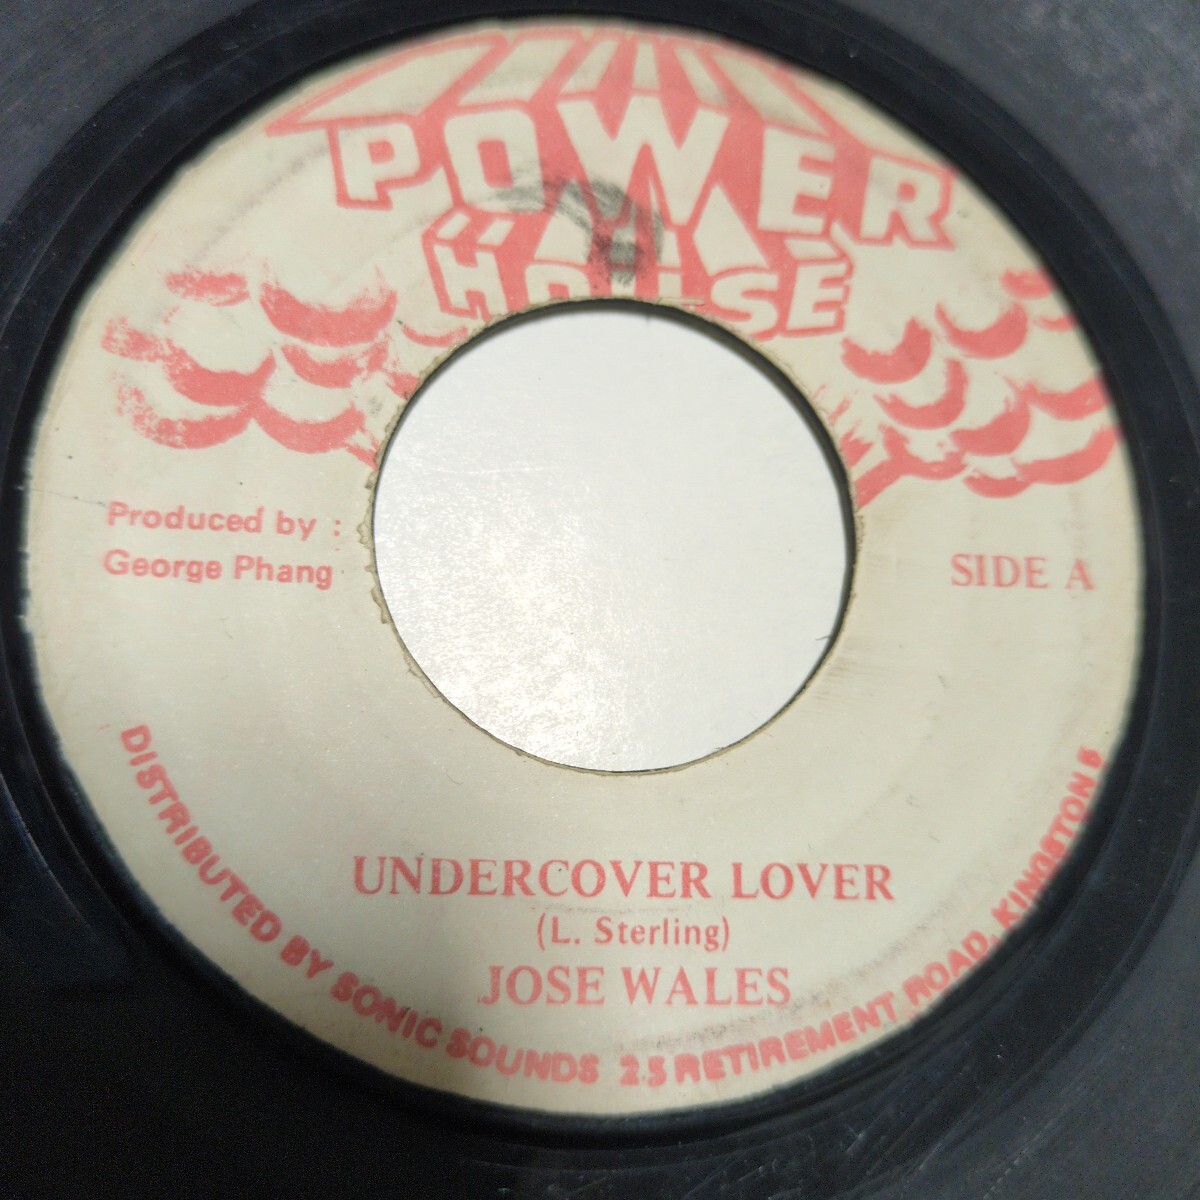 POWER
HOUSE
Produced by :
George Phang
SIDE A
UNDERCOVER LOVER
(L. Sterling)
JOSE WALES
DISTRIBUTED BY SONIC SOUNDS 25 RETIREMENT ROAD, KINGSTON 5